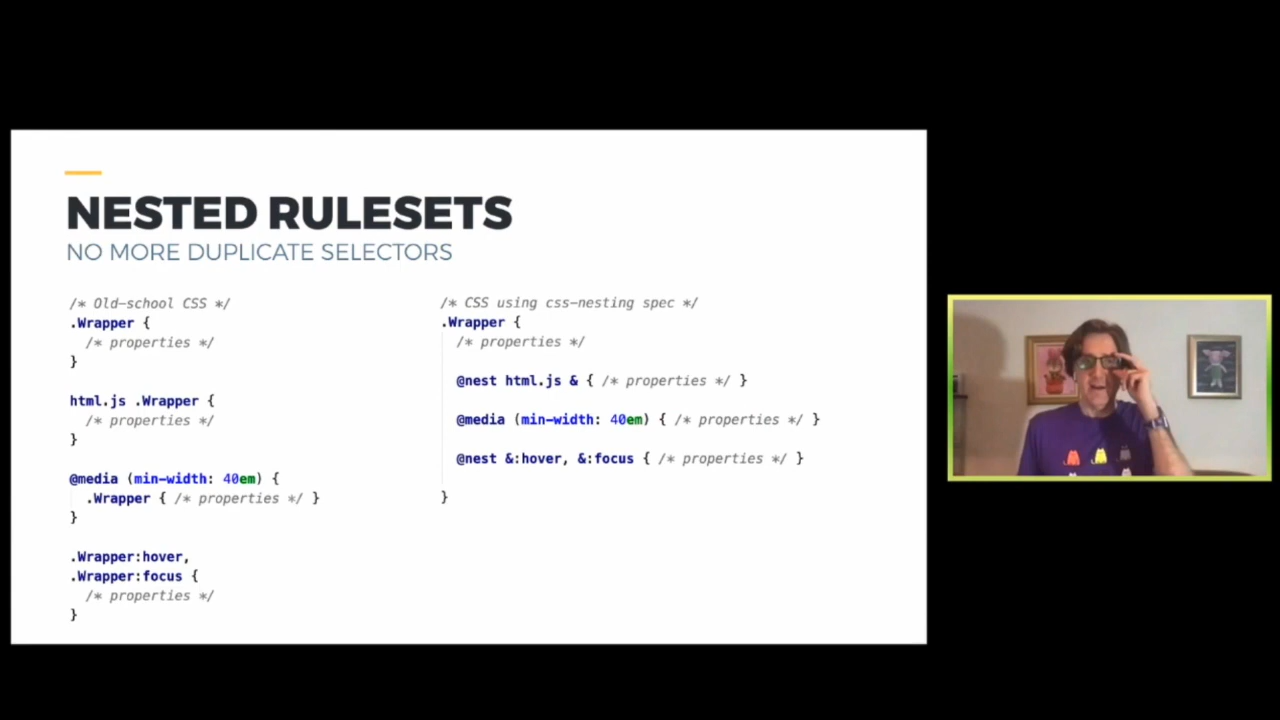 NESTED RULESETS
NO MORE DUPLICATE SELECTORS
/* Old-school CSS */
.Wrapper {
/* properties */
}
html.js .Wrapper {
/* properties */
}
@media (min-width: 40em) {
.Wrapper { /* properties */ }
}
.Wrapper:hover,
.Wrapper:focus {
/* properties */
}
/* CSS using css-nesting spec */
.Wrapper {
/* properties */
@nest html.js & { /* properties */ }
@media (min-width: 40em) { /* properties */ }
@nest &:hover, &:focus { /* properties */ }
}